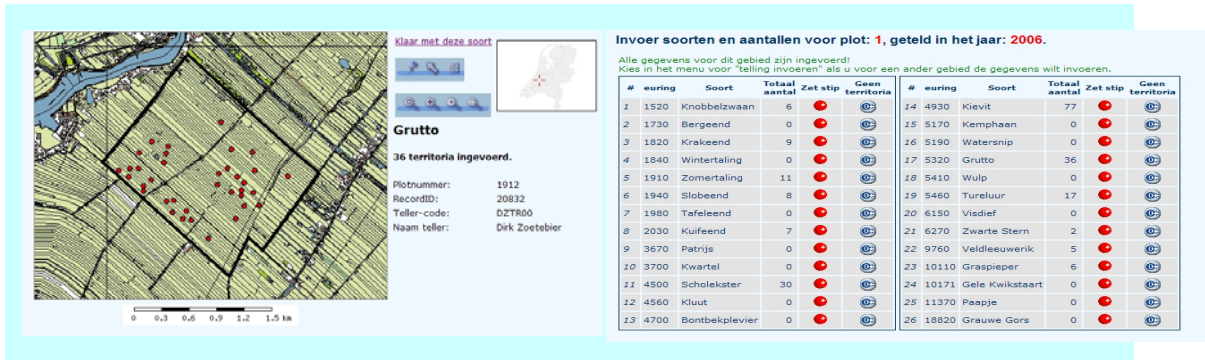 Klaar met deze soort
Grutto
36 territoria ingevoerd.
Plotnummer: 1912
RecordID: 20832
Teller-code: DZTR00
Naam teller: Dirk Zoetebier
0 0.3 0.6 0.9 1.2 1.5 km
Invoer soorten en aantallen voor plot: 1, geteld in het jaar: 2006.
Alle gegevens voor dit gebied zijn ingevoerd!
Kies in het menu voor "telling invoeren" als u voor een ander gebied de gegevens wilt invoeren.
# euring Soort Totaal aantal Zet stip Geen territoria
1 1520 Knobbelzwaan 6
2 1730 Bergeend 0
3 1820 Krakeend 9
4 1840 Wintertaling 0
5 1910 Zomertaling 11
6 1940 Slobeend 8
7 1980 Tafeleend 0
8 2030 Kuifeend 7
9 3670 Patrijs 0
10 3700 Kwartel 0
11 4500 Scholekster 30
12 4560 Kluut 0
13 4700 Bontbekplevier 0
# euring Soort Totaal aantal Zet stip Geen territoria
14 4930 Kievit 77
15 5170 Kemphaan 0
16 5190 Watersnip 0
17 5320 Grutto 36
18 5410 Wulp 0
19 5460 Tureluur 17
20 6150 Visdief 0
21 6270 Zwarte Stern 2
22 9760 Veldleeuwerik 5
23 10110 Graspieper 6
24 10171 Gele Kwikstaart 0
25 11370 Paapje 0
26 18820 Grauwe Gors 0